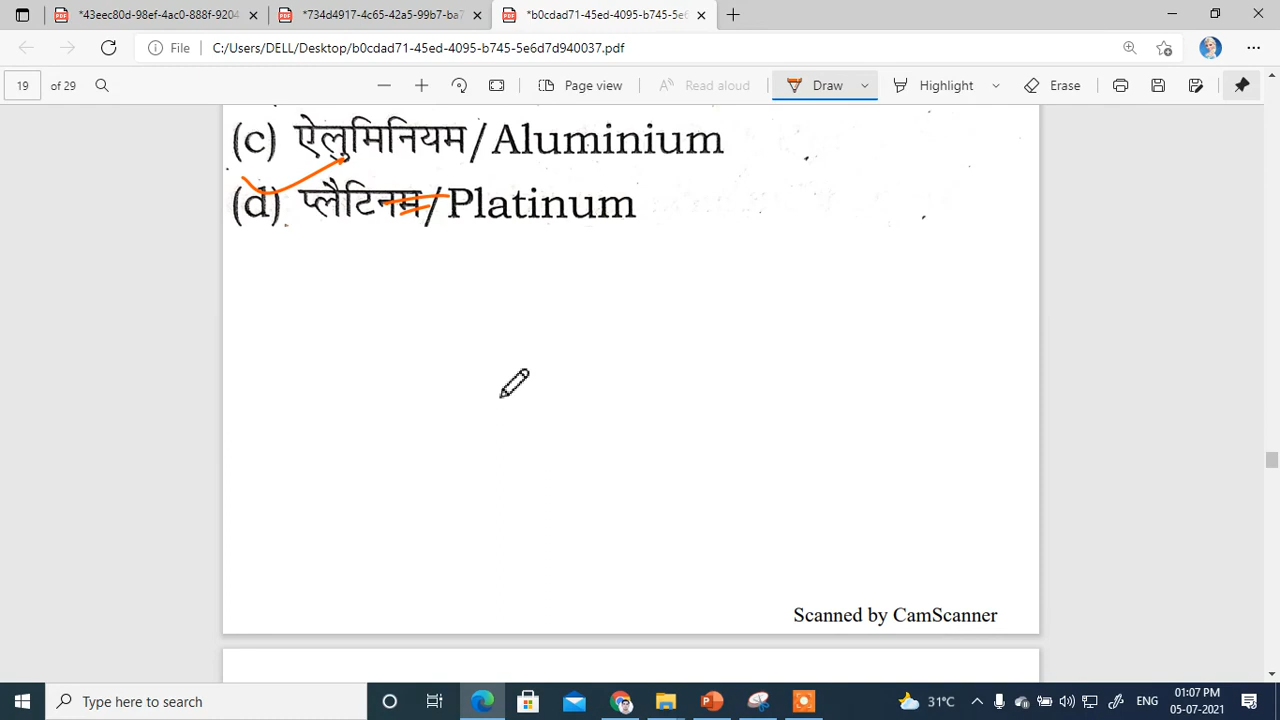 *43eec80d-98ef-4ac0-888f-9204
*734d4917-4c65-42a5-99b7-ba7
*b0cdad71-45ed-4095-b745-5e6
File
C:/Users/DELL/Desktop/b0cdad71-45ed-4095-b745-5e6d7d940037.pdf
19 of 29
Page view
Read aloud
Draw
Highlight
Erase
(c) ऐलुमिनियम/Aluminium
(d) प्लैटिनम/Platinum
Scanned by CamScanner
Type here to search
31°C
ENG
01:07 PM
05-07-2021